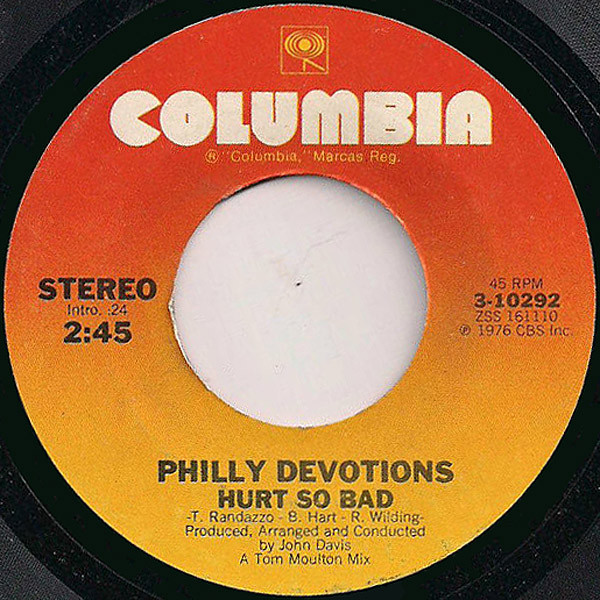 COLUMBIA
® "Columbia," Marcas Reg.
STEREO
Intro. :24
2:45
45 RPM
3-10292
ZSS 161110
℗ 1976 CBS Inc.
PHILLY DEVOTIONS
HURT SO BAD
-T. Randazzo - B. Hart - R. Wilding-
Produced, Arranged and Conducted
by John Davis
A Tom Moulton Mix